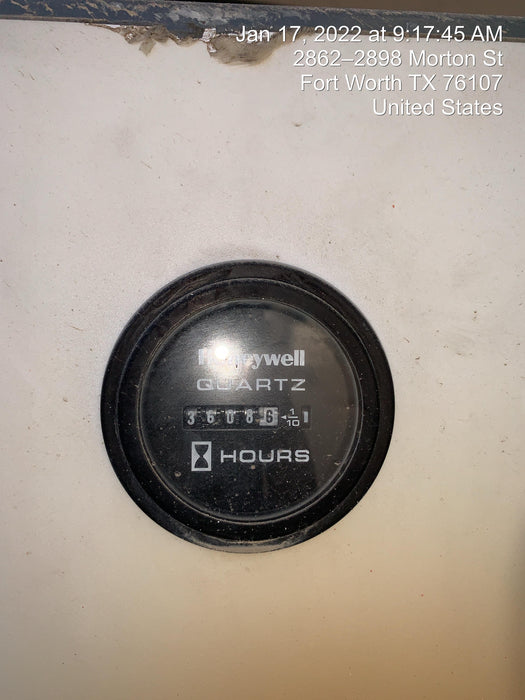 Jan 17, 2022 at 9:17:45 AM
2862–2898 Morton St
Fort Worth TX 76107
United States
Honeywell
QUARTZ
36086 1/10
HOURS